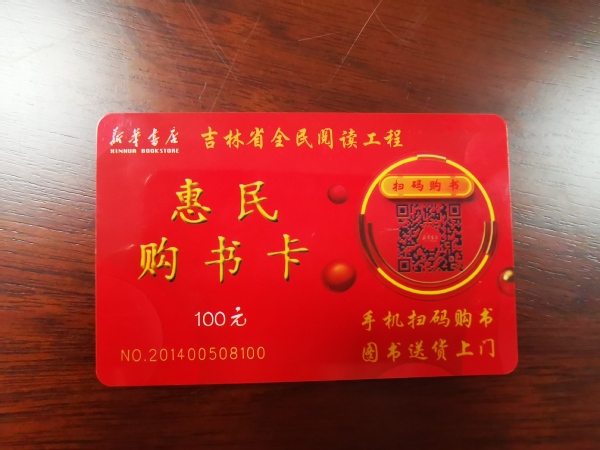 新华书店
XINHUA BOOKSTORE
吉林省全民阅读工程
惠民
购书卡
100元
NO.201400508100
扫码购书
手机扫码购书
图书送货上门